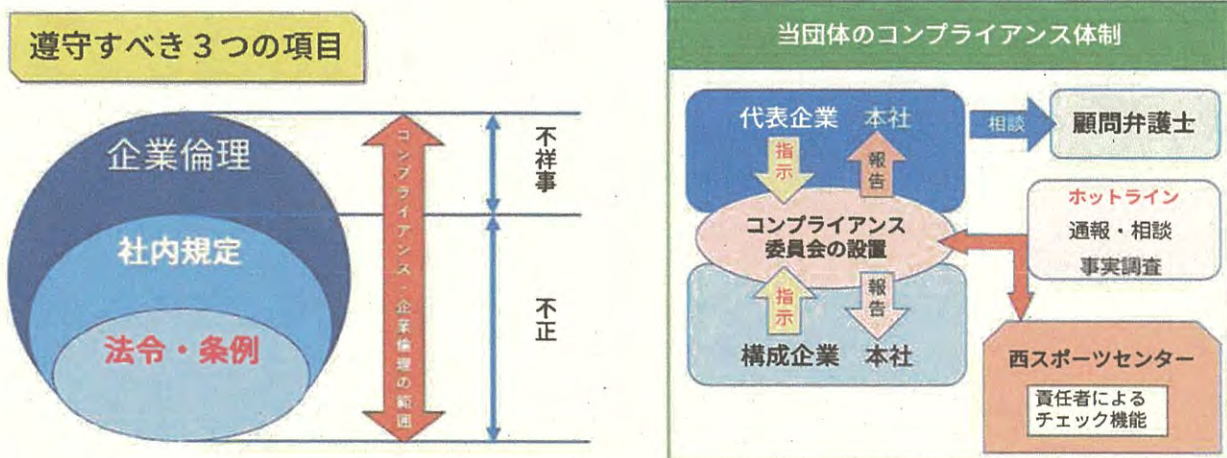 遵守すべき3つの項目
企業倫理
社内規定
法令・条例
コンプライアンス・企業倫理の範囲
不祥事
不正
当団体のコンプライアンス体制
代表企業 本社
指示
報告
相談
顧問弁護士
コンプライアンス
委員会の設置
ホットライン
通報・相談
事実調査
指示
報告
構成企業 本社
西スポーツセンター
責任者による
チェック機能